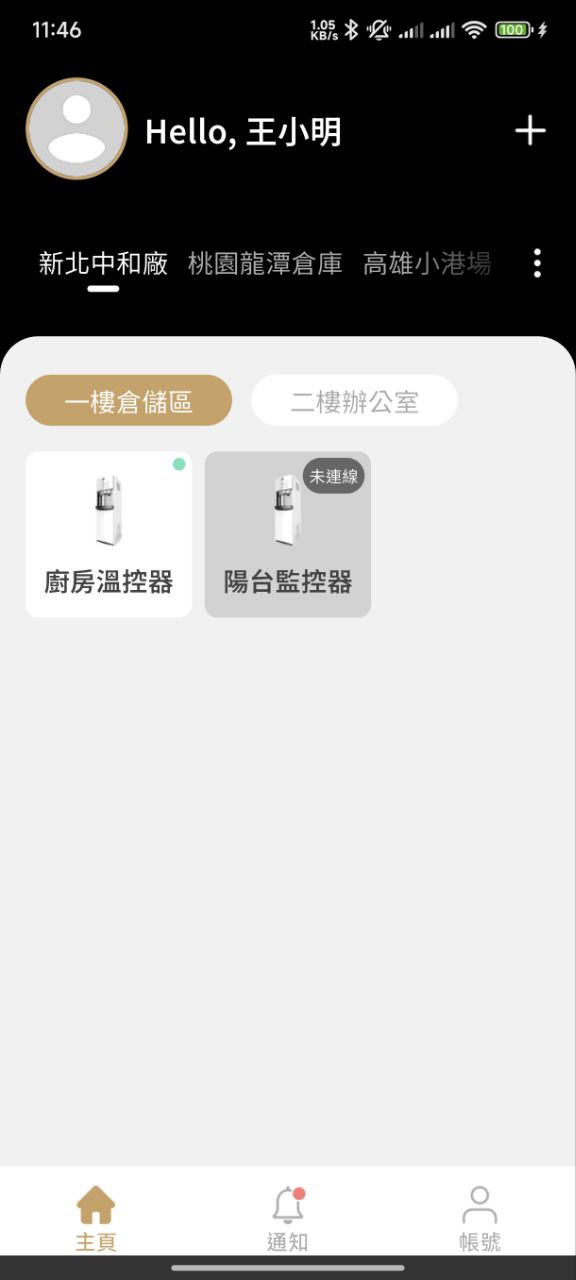 11:46
1.05 KB/s
100
Hello, 王小明
新北中和廠 桃園龍潭倉庫 高雄小港場
一樓倉儲區 二樓辦公室
未連線
廚房溫控器 陽台監控器
主頁 通知 帳號